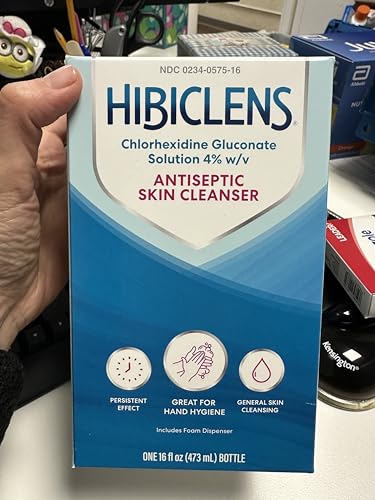 NDC 0234-0575-16
HIBICLENS®
Chlorhexidine Gluconate
Solution 4% w/v
ANTISEPTIC
SKIN CLEANSER
PERSISTENT
EFFECT
GREAT FOR
HAND HYGIENE
GENERAL SKIN
CLEANSING
Includes Foam Dispenser
ONE 16 fl oz (473 mL) BOTTLE
Abbott
Kensington®